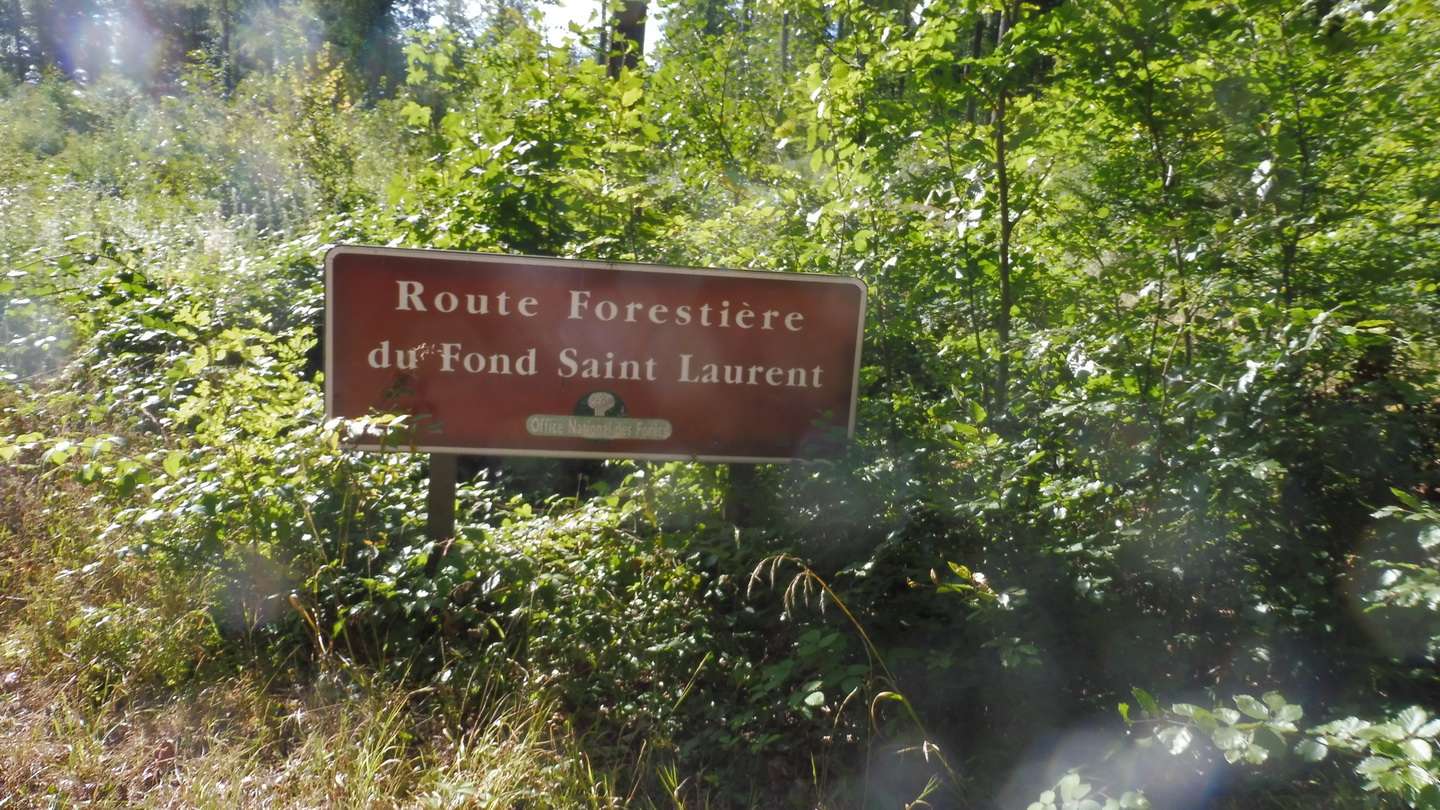 Route Forestière
du Fond Saint Laurent
Office National des Forêts